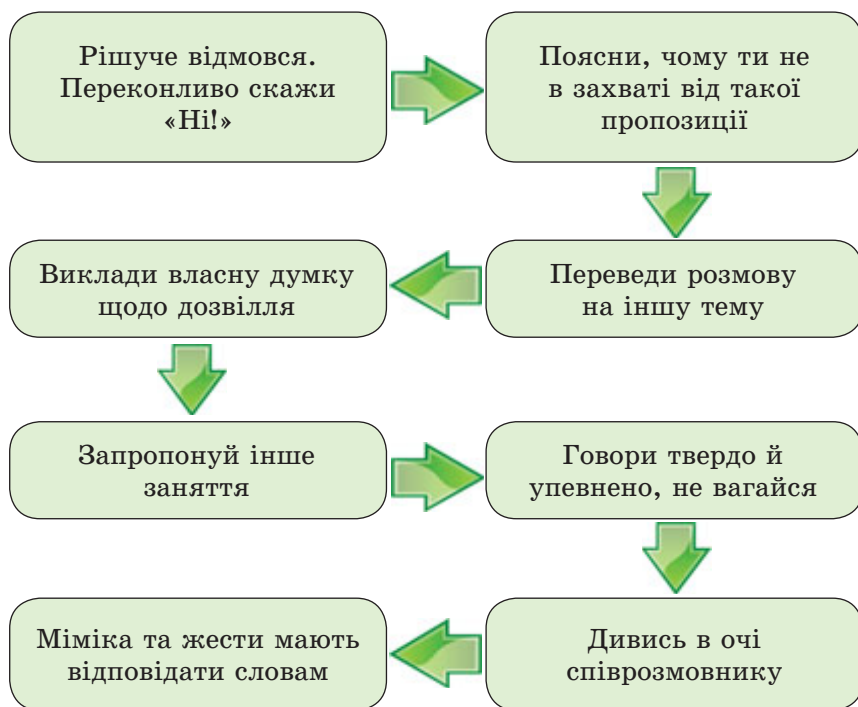 Рішуче відмовся.
Переконливо скажи
«Ні!»
Поясни, чому ти не
в захваті від такої
пропозиції
Переведи розмову
на іншу тему
Виклади власну думку
щодо дозвілля
Запропонуй інше
заняття
Говори твердо й
упевнено, не вагайся
Дивись в очі
співрозмовнику
Міміка та жести мають
відповідати словам